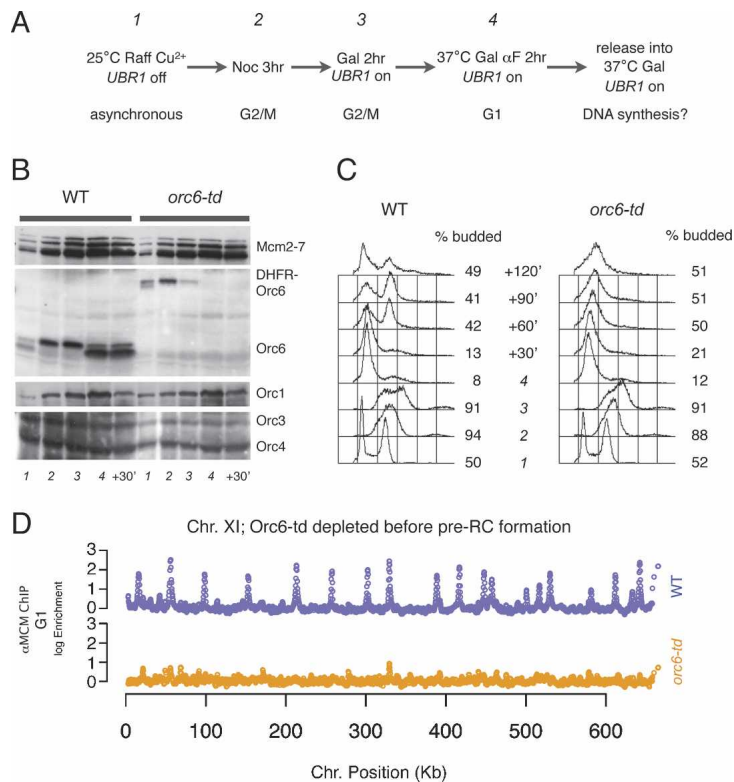 A
1 2 3 4
25°C Raff Cu²⁺
UBR1 off
Noc 3hr
Gal 2hr
UBR1 on
37°C Gal αF 2hr
UBR1 on
release into
37°C Gal
UBR1 on
asynchronous G2/M G2/M G1 DNA synthesis?
B
WT orc6-td
Mcm2-7
DHFR-
Orc6
Orc6
Orc1
Orc3
Orc4
1 2 3 4 +30' 1 2 3 4 +30'
C
WT orc6-td
% budded % budded
49 +120' 51
41 +90' 51
42 +60' 50
13 +30' 21
8 4 12
91 3 91
94 2 88
50 1 52
D
Chr. XI; Orc6-td depleted before pre-RC formation
αMCM ChIP
G1
log Enrichment
3
2
1
0
WT
3
2
1
0
orc6-td
0 100 200 300 400 500 600
Chr. Position (Kb)